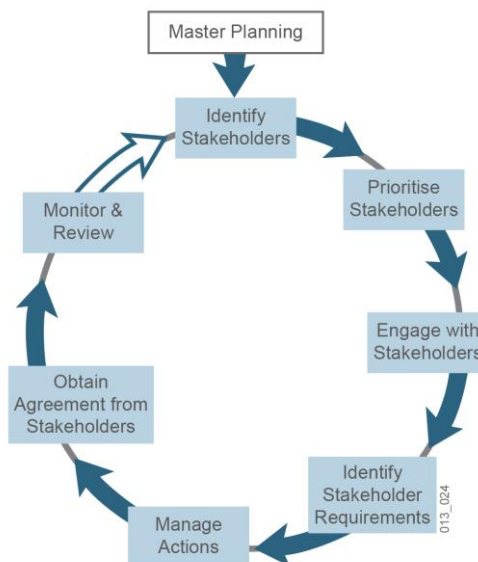 Master Planning
Identify
Stakeholders
Prioritise
Stakeholders
Engage with
Stakeholders
Identify
Stakeholder
Requirements
013_024
Manage
Actions
Obtain
Agreement from
Stakeholders
Monitor &
Review